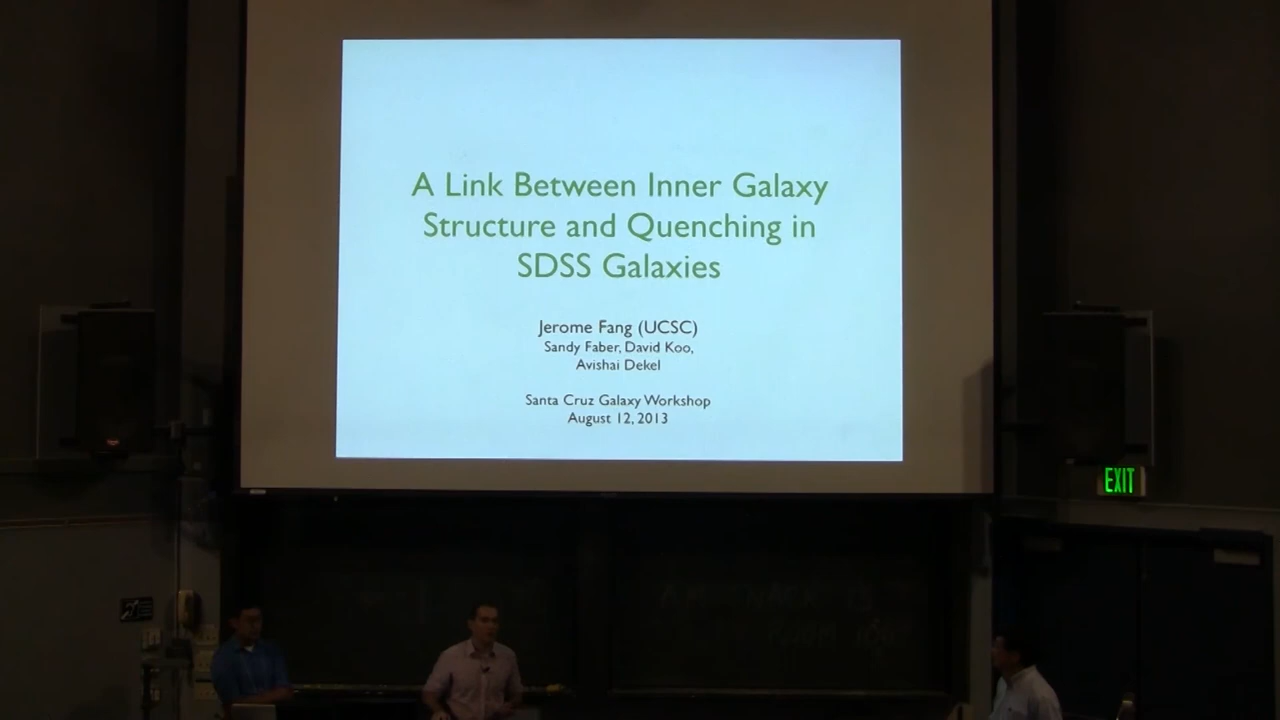 A Link Between Inner Galaxy
Structure and Quenching in
SDSS Galaxies
Jerome Fang (UCSC)
Sandy Faber, David Koo,
Avishai Dekel
Santa Cruz Galaxy Workshop
August 12, 2013
EXIT